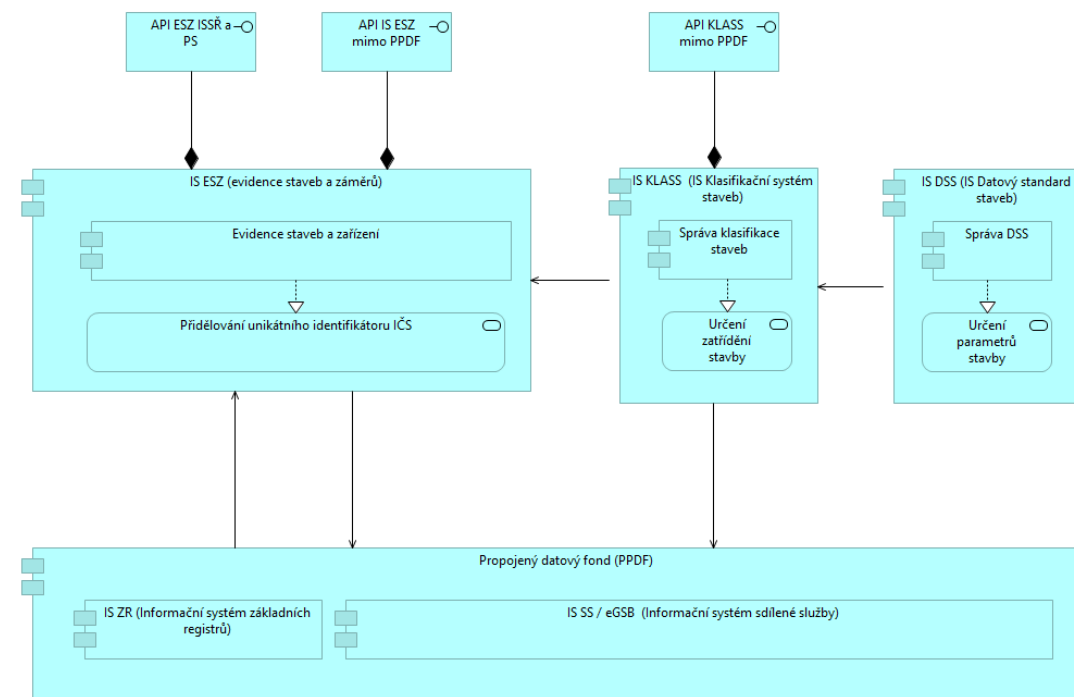 API ESZ ISSŘ a
PS
API IS ESZ
mimo PPDF
API KLASS
mimo PPDF
IS ESZ (evidence staveb a záměrů)
Evidence staveb a zařízení
Přidělování unikátního identifikátoru IČS
IS KLASS (IS Klasifikační systém
staveb)
Správa klasifikace
staveb
Určení
zatřídění
stavby
IS DSS (IS Datový standard
staveb)
Správa DSS
Určení
parametrů
stavby
Propojený datový fond (PPDF)
IS ZR (Informační systém základních
registrů)
IS SS / eGSB (Informační systém sdílené služby)